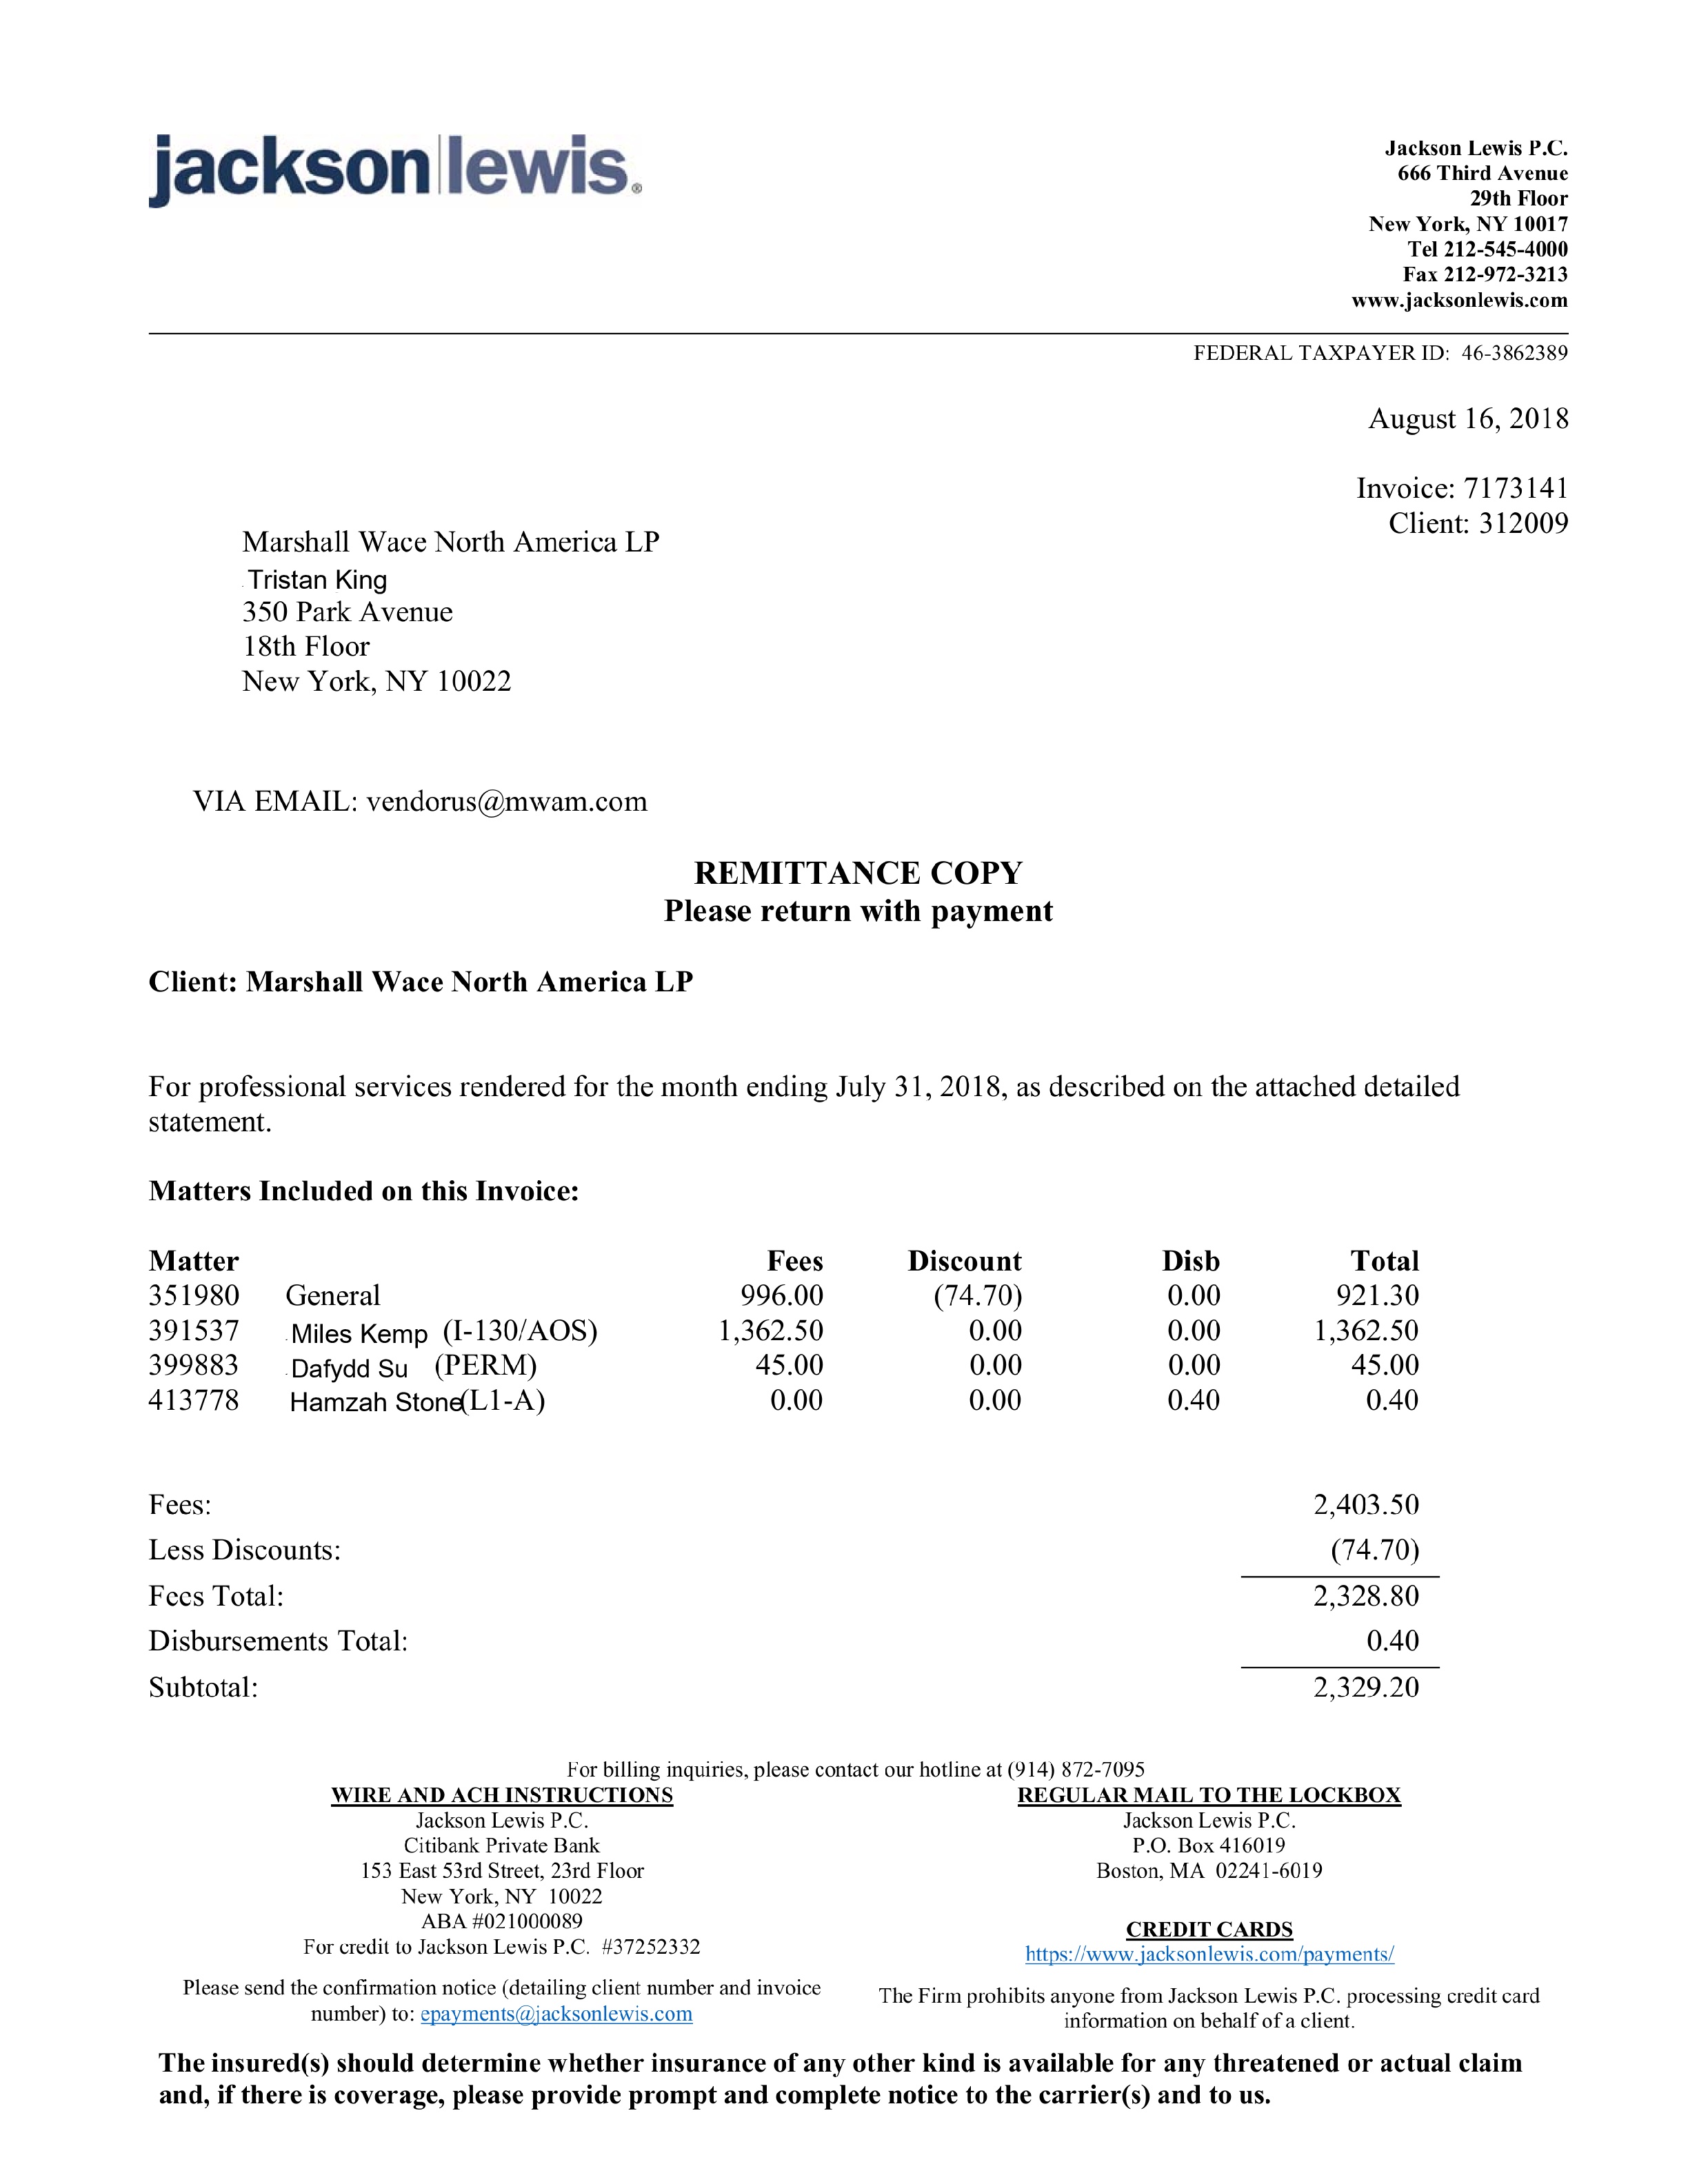 jackson|lewis®
Jackson Lewis P.C.
666 Third Avenue
29th Floor
New York, NY 10017
Tel 212-545-4000
Fax 212-972-3213
www.jacksonlewis.com
FEDERAL TAXPAYER ID: 46-3862389
August 16, 2018
Invoice: 7173141
Client: 312009
Marshall Wace North America LP
Tristan King
350 Park Avenue
18th Floor
New York, NY 10022
VIA EMAIL: vendorus@mwam.com
REMITTANCE COPY
Please return with payment
Client: Marshall Wace North America LP
For professional services rendered for the month ending July 31, 2018, as described on the attached detailed
statement.
Matters Included on this Invoice:
Matter Fees Discount Disb Total
351980 General 996.00 (74.70) 0.00 921.30
391537 Miles Kemp (I-130/AOS) 1,362.50 0.00 0.00 1,362.50
399883 Dafydd Su (PERM) 45.00 0.00 0.00 45.00
413778 Hamzah Stone (L1-A) 0.00 0.00 0.40 0.40
Fees: 2,403.50
Less Discounts: (74.70)
Fees Total: 2,328.80
Disbursements Total: 0.40
Subtotal: 2,329.20
For billing inquiries, please contact our hotline at (914) 872-7095
WIRE AND ACH INSTRUCTIONS
Jackson Lewis P.C.
Citibank Private Bank
153 East 53rd Street, 23rd Floor
New York, NY 10022
ABA #021000089
For credit to Jackson Lewis P.C. #37252332
Please send the confirmation notice (detailing client number and invoice
number) to: epayments@jacksonlewis.com
REGULAR MAIL TO THE LOCKBOX
Jackson Lewis P.C.
P.O. Box 416019
Boston, MA 02241-6019
CREDIT CARDS
https://www.jacksonlewis.com/payments/
The Firm prohibits anyone from Jackson Lewis P.C. processing credit card
information on behalf of a client.
The insured(s) should determine whether insurance of any other kind is available for any threatened or actual claim
and, if there is coverage, please provide prompt and complete notice to the carrier(s) and to us.